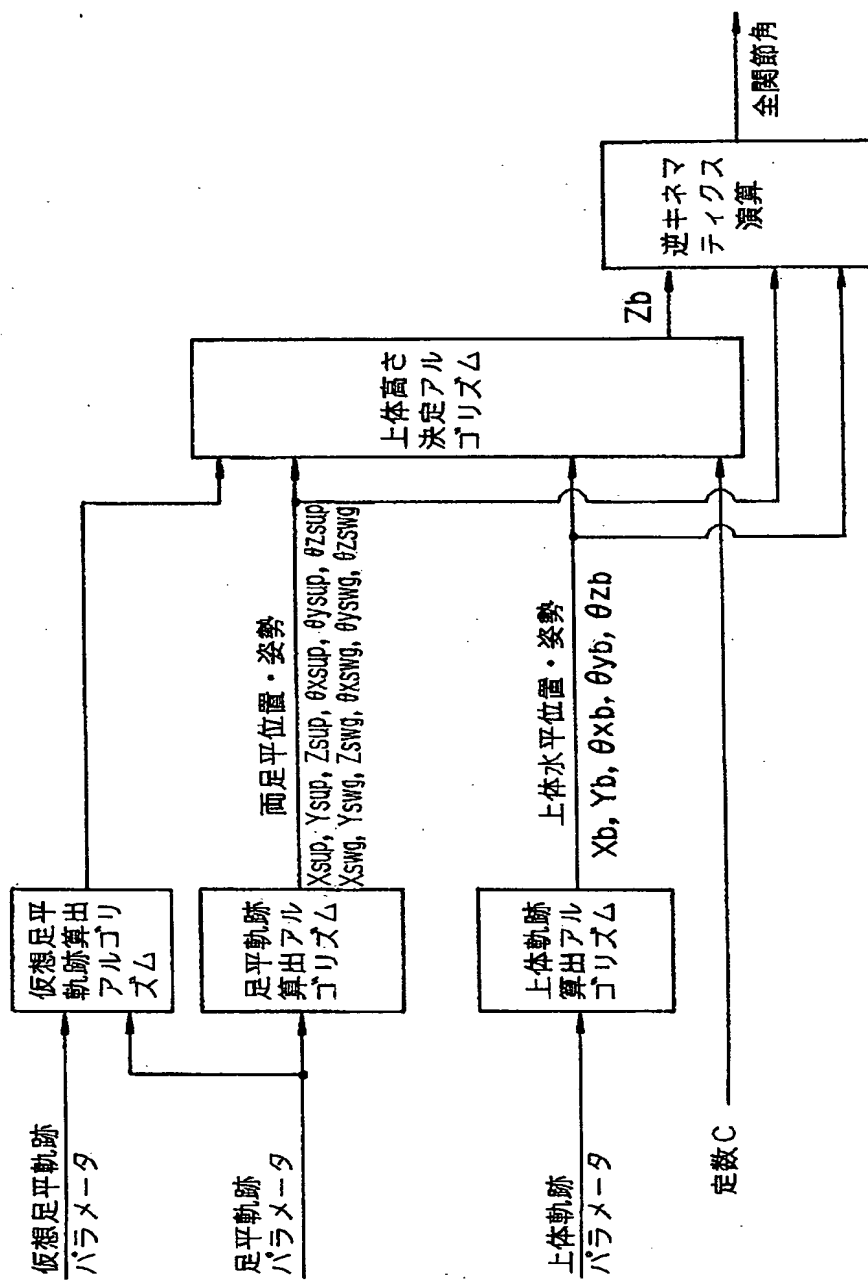 仮想足平軌跡
パラメータ
足平軌跡
パラメータ
上体軌跡
パラメータ
定数C
仮想足平
軌跡算出
アルゴリ
ズム
足平軌跡
算出アル
ゴリズム
上体軌跡
算出アル
ゴリズム
両足平位置・姿勢
Xsup, Ysup, Zsup, θxsup, θysup, θzsup
Xswg, Yswg, Zswg, θxswg, θyswg, θzswg
上体水平位置・姿勢
Xb, Yb, θxb, θyb, θzb
上体高さ
決定アル
ゴリズム
Zb
逆キネマ
ティクス
演算
全関節角